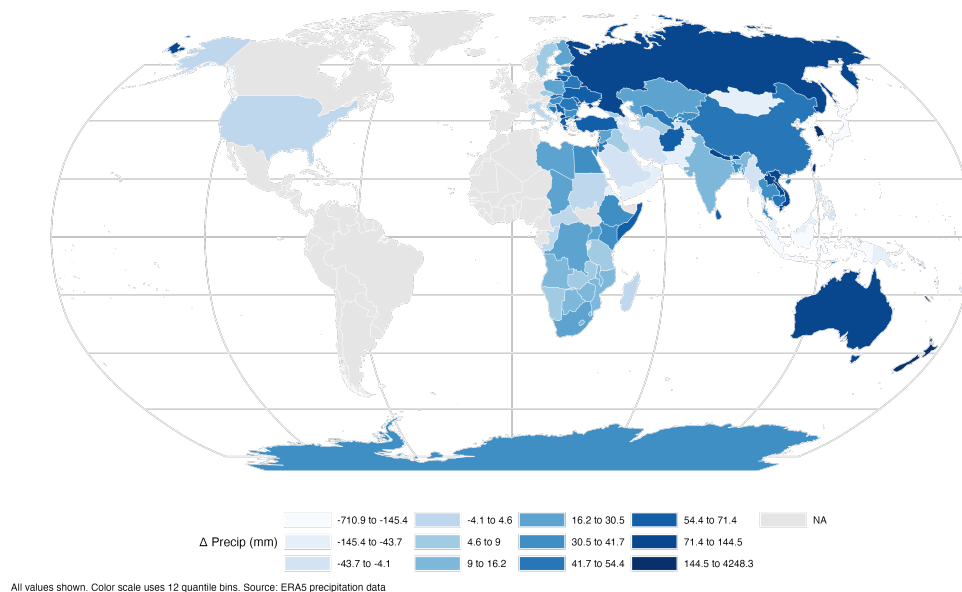 -710.9 to -145.4 -4.1 to 4.6 16.2 to 30.5 54.4 to 71.4 NA
Δ Precip (mm) -145.4 to -43.7 4.6 to 9 30.5 to 41.7 71.4 to 144.5
-43.7 to -4.1 9 to 16.2 41.7 to 54.4 144.5 to 4248.3
All values shown. Color scale uses 12 quantile bins. Source: ERA5 precipitation data